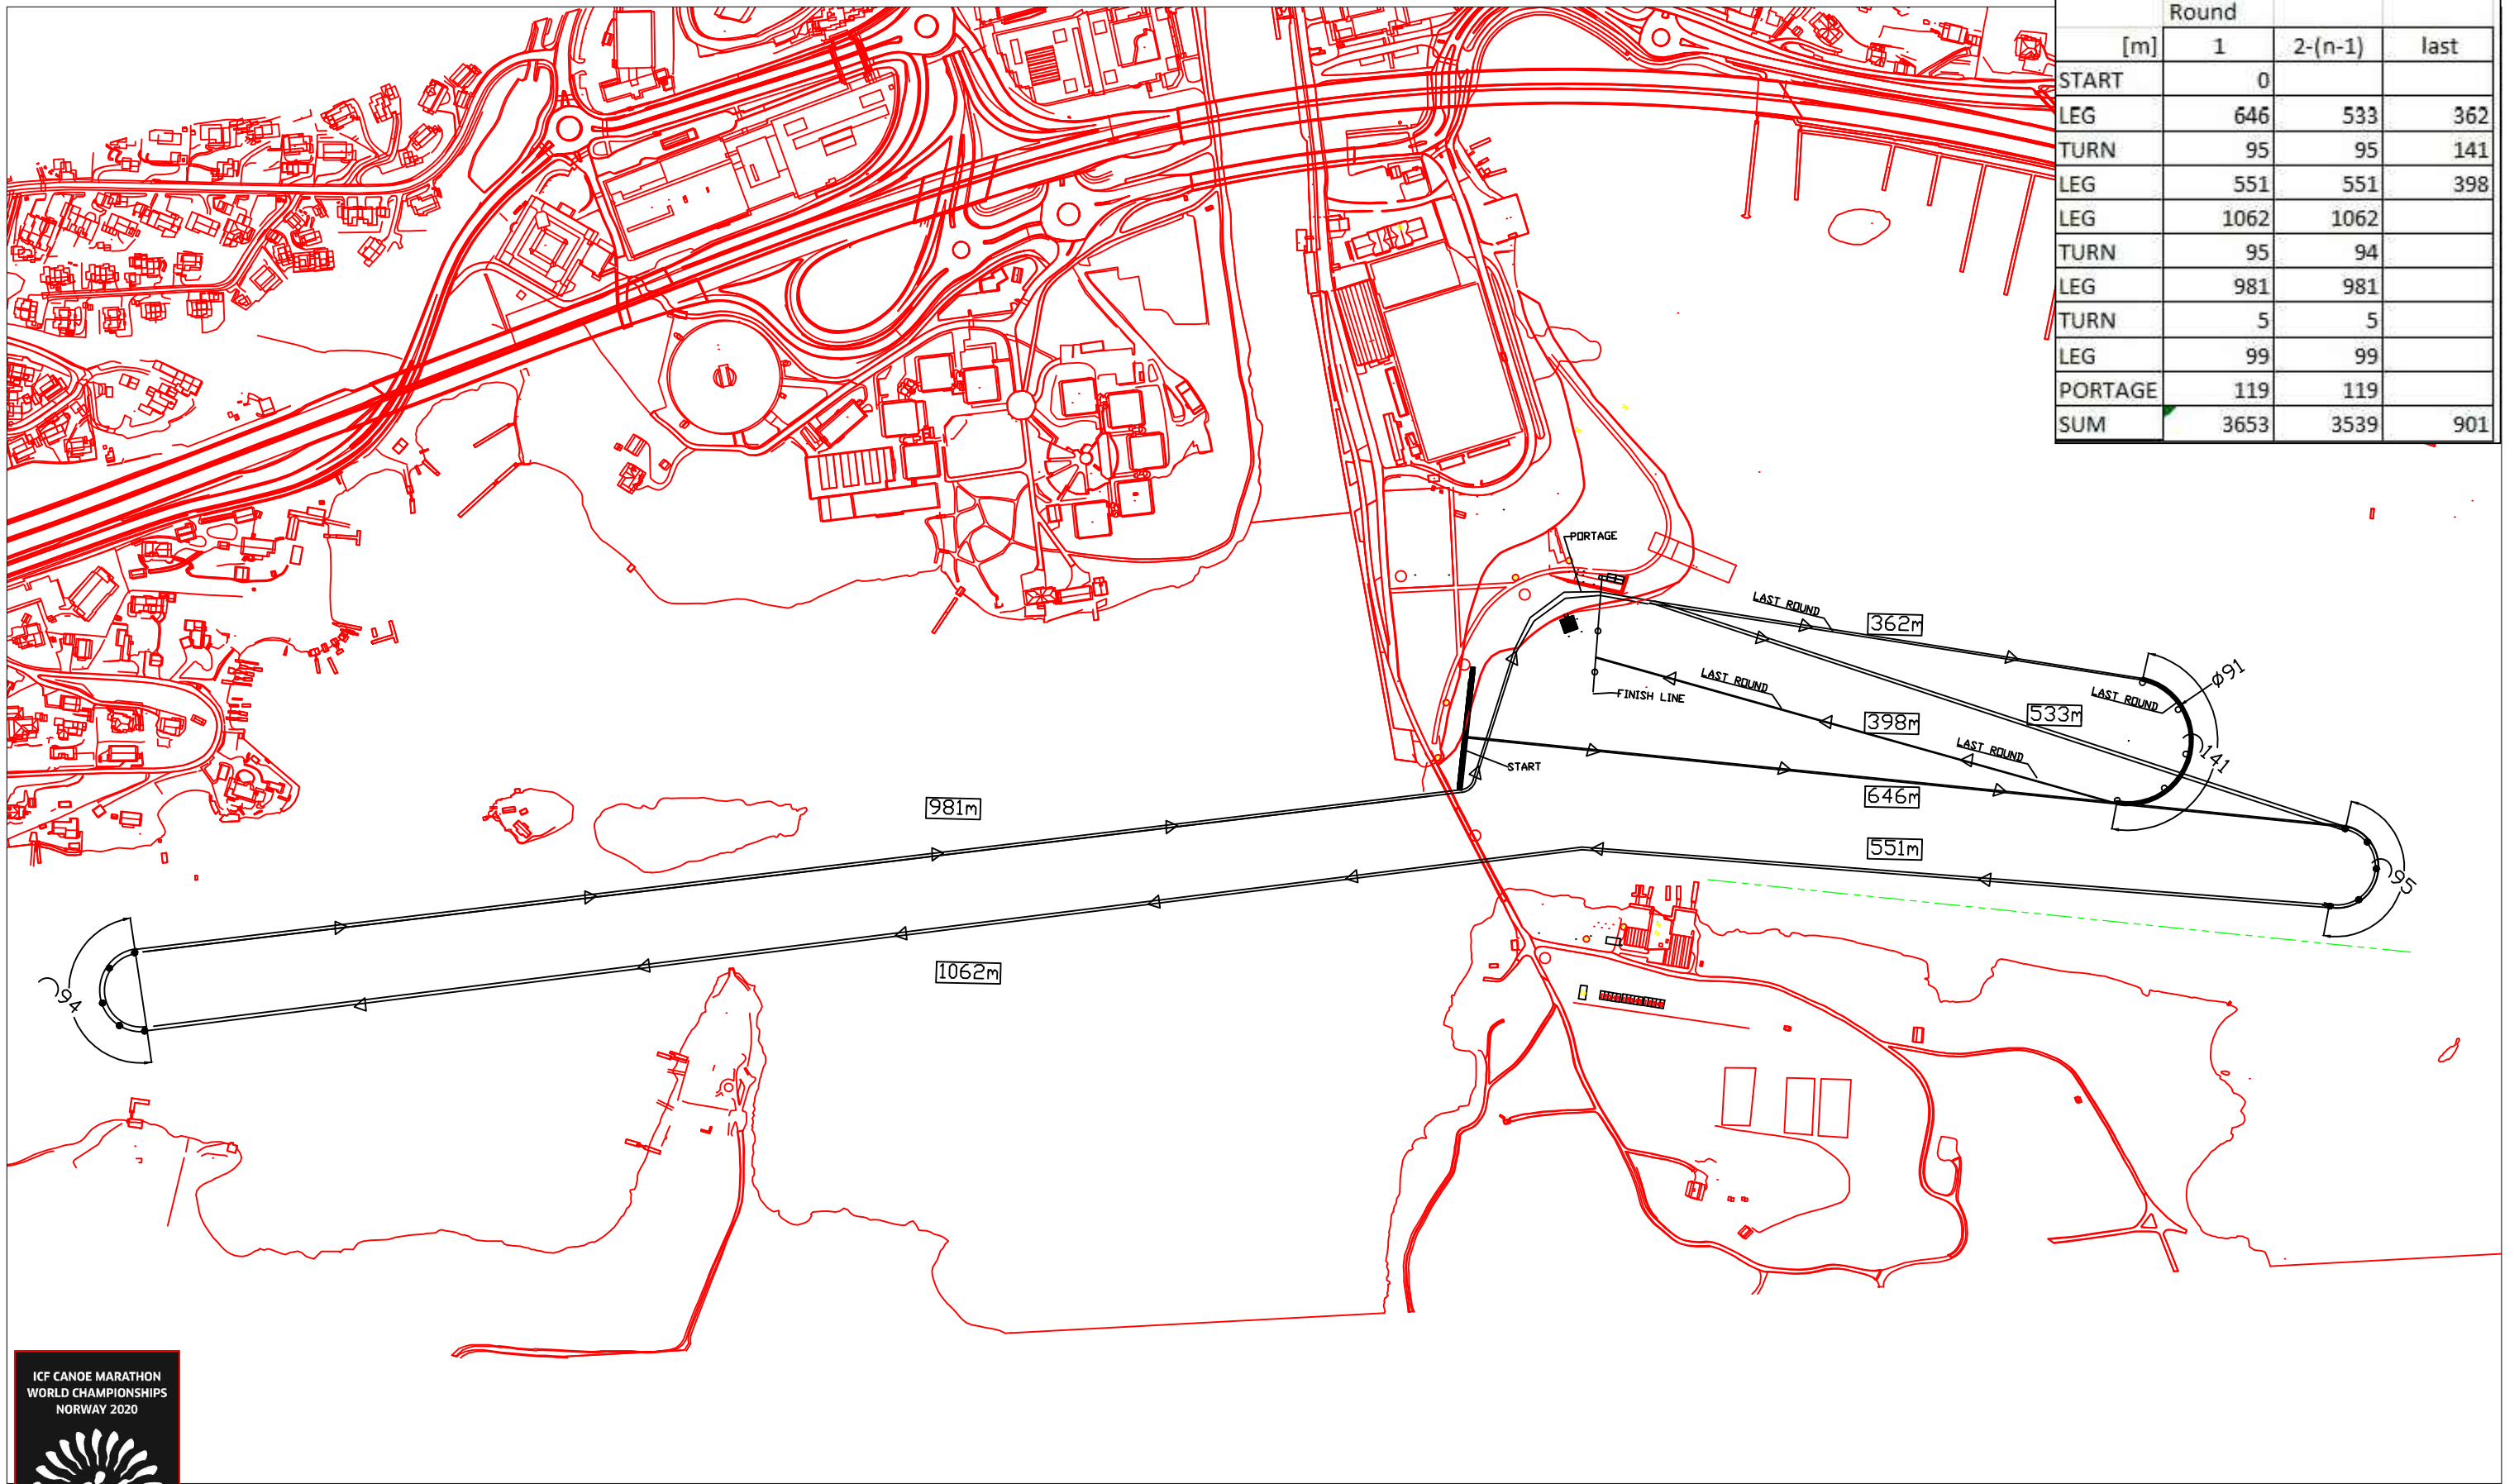 Round
[m] 1 2-(n-1) last
START 0
LEG 646 533 362
TURN 95 95 141
LEG 551 551 398
LEG 1062 1062
TURN 95 94
LEG 981 981
TURN 5 5
LEG 99 99
PORTAGE 119 119
SUM 3653 3539 901
PORTAGE
LAST ROUND
362m
Ø91
LAST ROUND
LAST ROUND
FINISH LINE
533m
398m
LAST ROUND
141
START
646m
981m
551m
95
1062m
94
ICF CANOE MARATHON
WORLD CHAMPIONSHIPS
NORWAY 2020